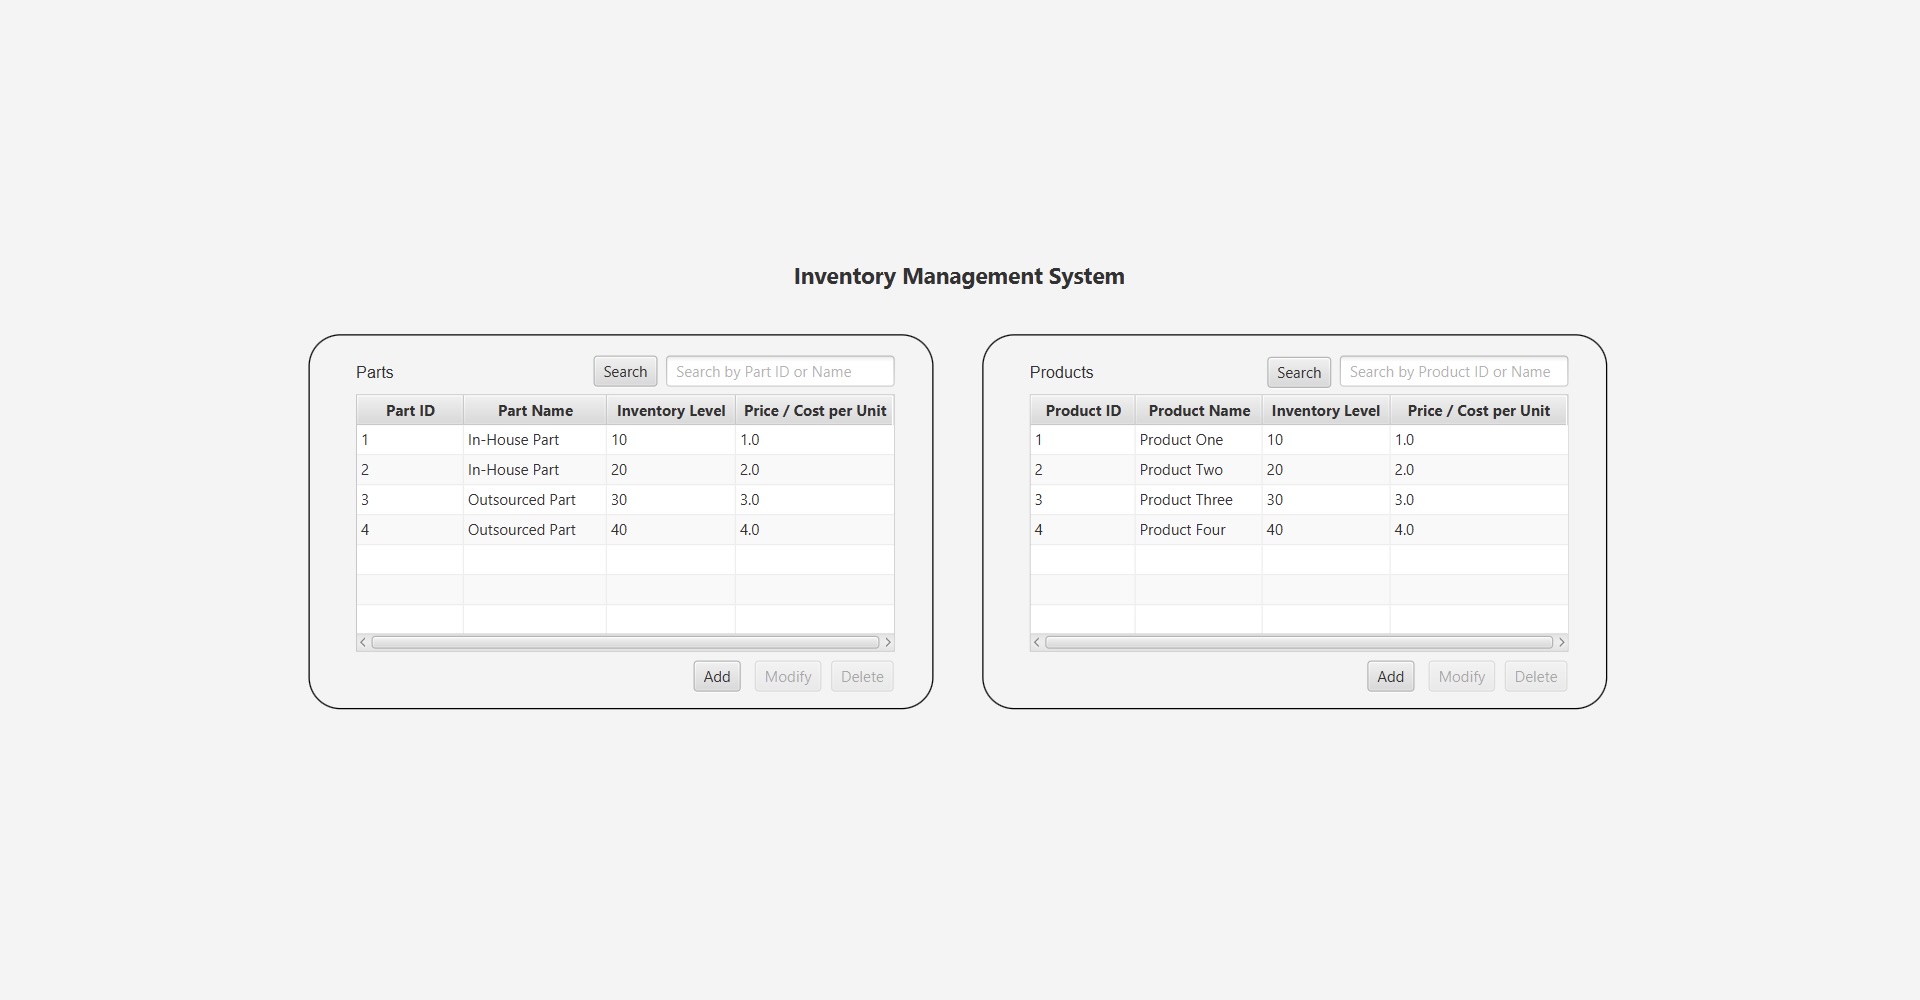 Inventory Management System
Parts Search Search by Part ID or Name
Part ID Part Name Inventory Level Price / Cost per Unit
1 In-House Part 10 1.0
2 In-House Part 20 2.0
3 Outsourced Part 30 3.0
4 Outsourced Part 40 4.0
Add Modify Delete
Products Search Search by Product ID or Name
Product ID Product Name Inventory Level Price / Cost per Unit
1 Product One 10 1.0
2 Product Two 20 2.0
3 Product Three 30 3.0
4 Product Four 40 4.0
Add Modify Delete